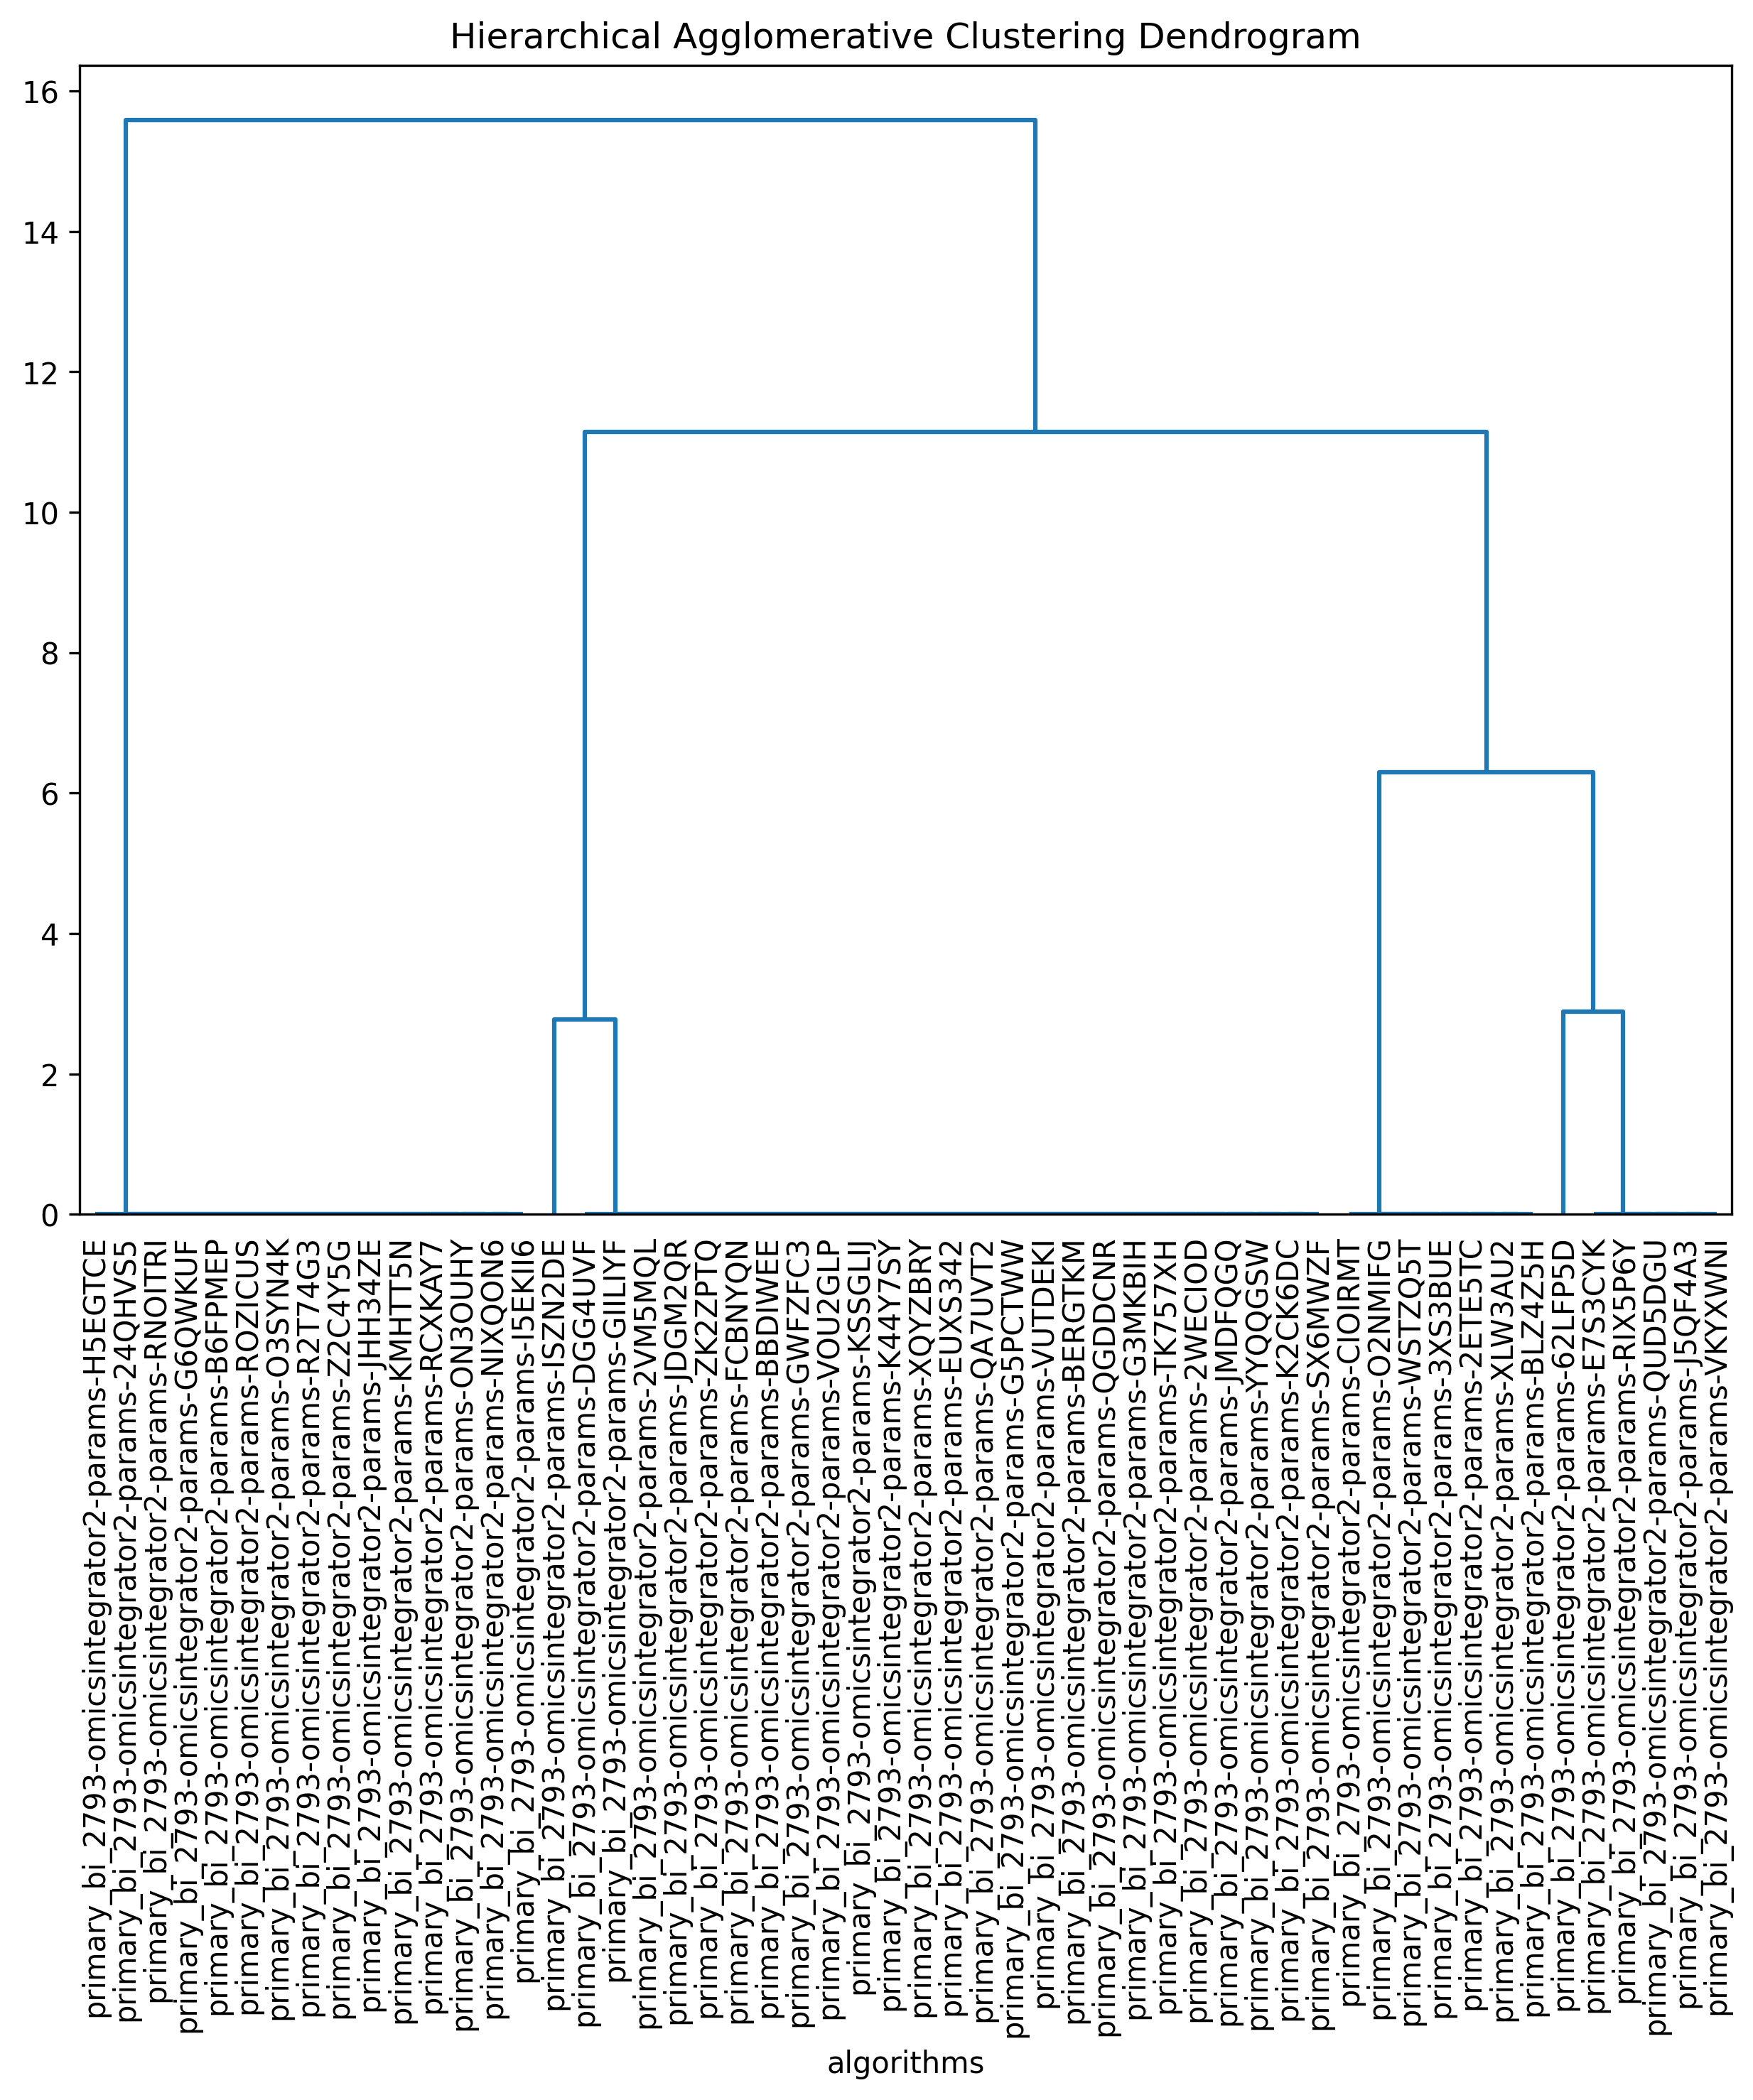 Hierarchical Agglomerative Clustering Dendrogram
16
14
12
10
8
6
4
2
0
primary_bi_2793-omicsintegrator2-params-H5EGTCE
primary_bi_2793-omicsintegrator2-params-24QHVS5
primary_bi_2793-omicsintegrator2-params-RNOITRI
primary_bi_2793-omicsintegrator2-params-G6QWKUF
primary_bi_2793-omicsintegrator2-params-B6FPMEP
primary_bi_2793-omicsintegrator2-params-ROZICUS
primary_bi_2793-omicsintegrator2-params-O3SYN4K
primary_bi_2793-omicsintegrator2-params-R2T74G3
primary_bi_2793-omicsintegrator2-params-Z2C4Y5G
primary_bi_2793-omicsintegrator2-params-JHH34ZE
primary_bi_2793-omicsintegrator2-params-KMHTT5N
primary_bi_2793-omicsintegrator2-params-RCXKAY7
primary_bi_2793-omicsintegrator2-params-ON3OUHY
primary_bi_2793-omicsintegrator2-params-NIXQON6
primary_bi_2793-omicsintegrator2-params-I5EKII6
primary_bi_2793-omicsintegrator2-params-ISZN2DE
primary_bi_2793-omicsintegrator2-params-DGG4UVF
primary_bi_2793-omicsintegrator2-params-GIILIYF
primary_bi_2793-omicsintegrator2-params-2VM5MQL
primary_bi_2793-omicsintegrator2-params-JDGM2QR
primary_bi_2793-omicsintegrator2-params-ZK2ZPTQ
primary_bi_2793-omicsintegrator2-params-FCBNYQN
primary_bi_2793-omicsintegrator2-params-BBDIWEE
primary_bi_2793-omicsintegrator2-params-GWFZFC3
primary_bi_2793-omicsintegrator2-params-VOU2GLP
primary_bi_2793-omicsintegrator2-params-KSSGLIJ
primary_bi_2793-omicsintegrator2-params-K44Y7SY
primary_bi_2793-omicsintegrator2-params-XQYZBRY
primary_bi_2793-omicsintegrator2-params-EUXS342
primary_bi_2793-omicsintegrator2-params-QA7UVT2
primary_bi_2793-omicsintegrator2-params-G5PCTWW
primary_bi_2793-omicsintegrator2-params-VUTDEKI
primary_bi_2793-omicsintegrator2-params-BERGTKM
primary_bi_2793-omicsintegrator2-params-QGDDCNR
primary_bi_2793-omicsintegrator2-params-G3MKBIH
primary_bi_2793-omicsintegrator2-params-TK757XH
primary_bi_2793-omicsintegrator2-params-2WECIOD
primary_bi_2793-omicsintegrator2-params-JMDFQGQ
primary_bi_2793-omicsintegrator2-params-YYQQGSW
primary_bi_2793-omicsintegrator2-params-K2CK6DC
primary_bi_2793-omicsintegrator2-params-SX6MWZF
primary_bi_2793-omicsintegrator2-params-CIOIRMT
primary_bi_2793-omicsintegrator2-params-O2NMIFG
primary_bi_2793-omicsintegrator2-params-WSTZQ5T
primary_bi_2793-omicsintegrator2-params-3XS3BUE
primary_bi_2793-omicsintegrator2-params-2ETE5TC
primary_bi_2793-omicsintegrator2-params-XLW3AU2
primary_bi_2793-omicsintegrator2-params-BLZ4Z5H
primary_bi_2793-omicsintegrator2-params-62LFP5D
primary_bi_2793-omicsintegrator2-params-E7S3CYK
primary_bi_2793-omicsintegrator2-params-RIX5P6Y
primary_bi_2793-omicsintegrator2-params-QUD5DGU
primary_bi_2793-omicsintegrator2-params-J5QF4A3
primary_bi_2793-omicsintegrator2-params-VKYXWNI
algorithms